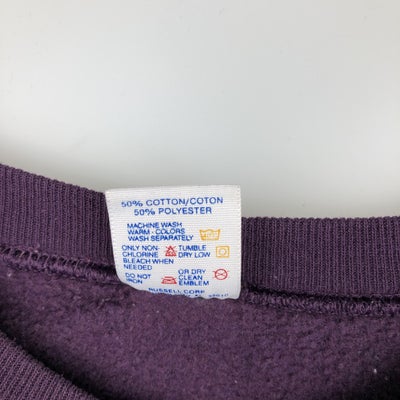 50% COTTON/COTON
50% POLYESTER
MACHINE WASH
WARM - COLORS
WASH SEPARATELY
ONLY NON- TUMBLE
CHLORINE DRY LOW
BLEACH WHEN
NEEDED
DO NOT OR DRY
IRON CLEAN
EMBLEM
RUSSELL CORP